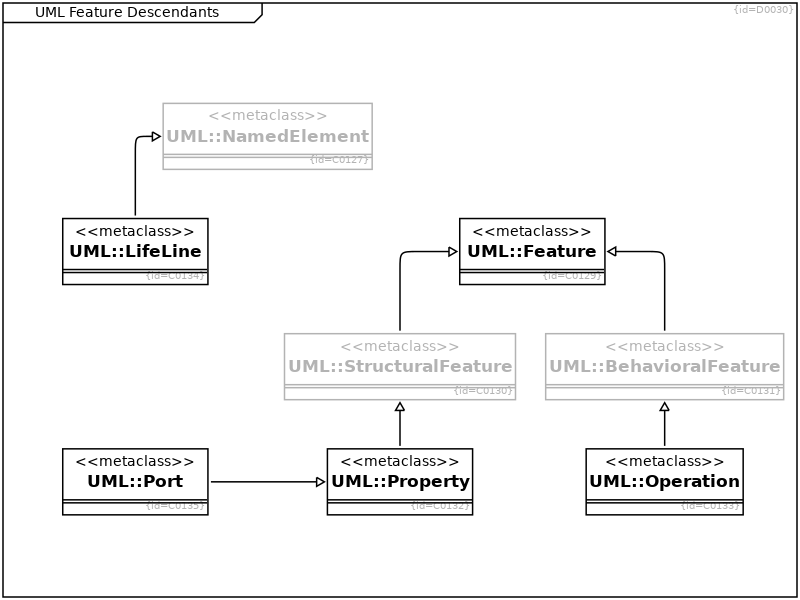 UML Feature Descendants
{id=D0030}
<<metaclass>>
UML::NamedElement
{id=C0127}
<<metaclass>>
UML::LifeLine
{id=C0134}
<<metaclass>>
UML::Feature
{id=C0129}
<<metaclass>>
UML::StructuralFeature
{id=C0130}
<<metaclass>>
UML::BehavioralFeature
{id=C0131}
<<metaclass>>
UML::Port
{id=C0135}
<<metaclass>>
UML::Property
{id=C0132}
<<metaclass>>
UML::Operation
{id=C0133}